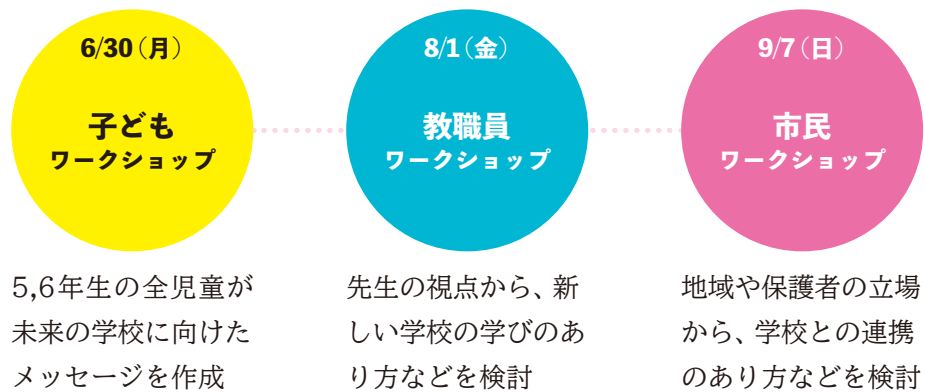 6/30（月）
子ども
ワークショップ
5,6年生の全児童が
未来の学校に向けた
メッセージを作成
8/1（金）
教職員
ワークショップ
先生の視点から、新
しい学校の学びのあ
り方などを検討
9/7（日）
市民
ワークショップ
地域や保護者の立場
から、学校との連携
のあり方などを検討